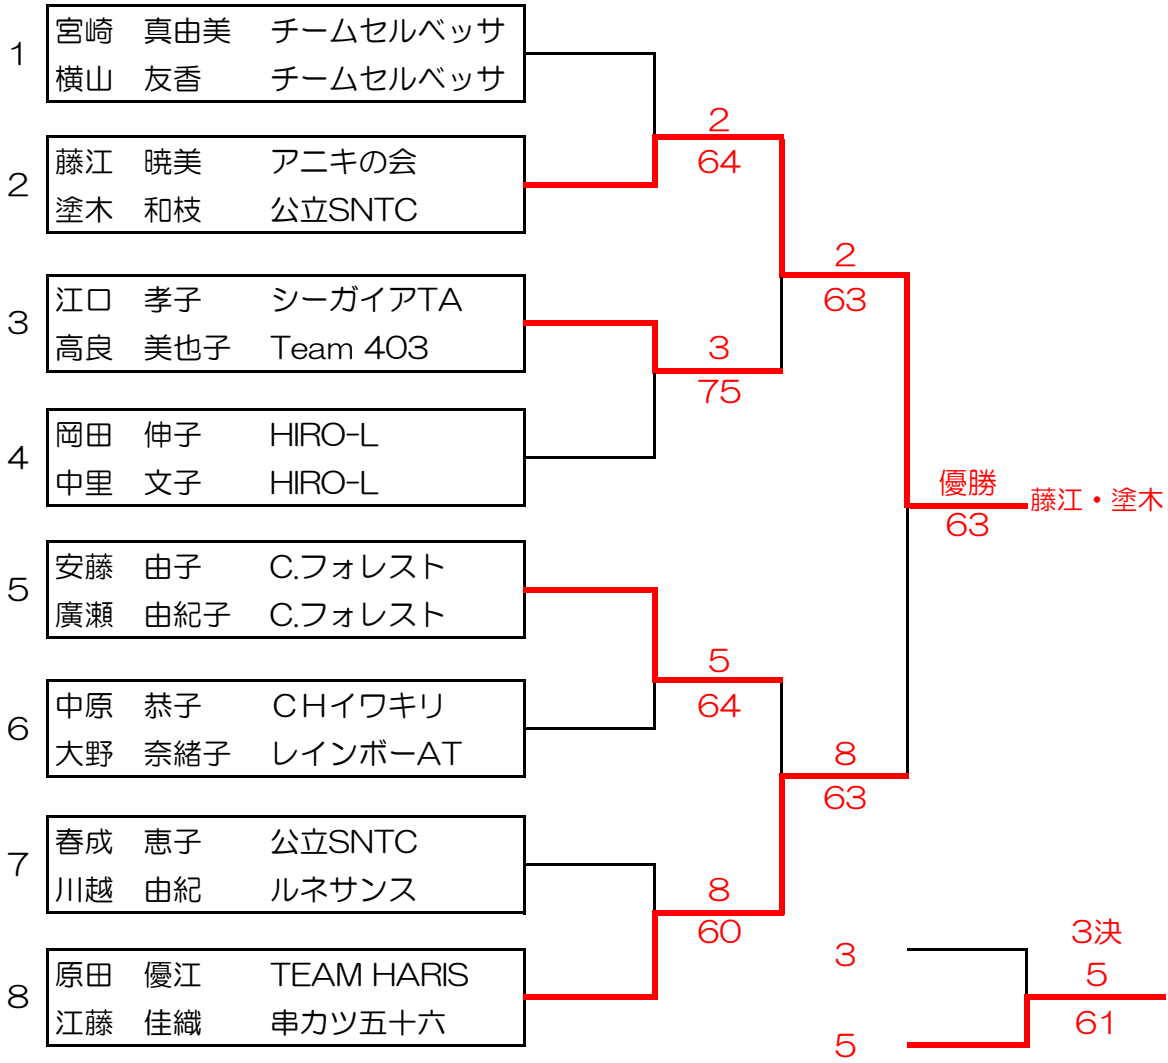 1
宮崎 真由美 チームセルベッサ
横山 友香 チームセルベッサ
2
藤江 暁美 アニキの会
塗木 和枝 公立SNTC
3
江口 孝子 シーガイアTA
高良 美也子 Team 403
4
岡田 伸子 HIRO-L
中里 文子 HIRO-L
5
安藤 由子 C.フォレスト
廣瀬 由紀子 C.フォレスト
6
中原 恭子 CHイワキリ
大野 奈緒子 レインボーAT
7
春成 恵子 公立SNTC
川越 由紀 ルネサンス
8
原田 優江 TEAM HARIS
江藤 佳織 串カツ五十六
2
64
3
75
5
64
8
60
2
63
8
63
優勝
63
藤江・塗木
3
5
3決
5
61